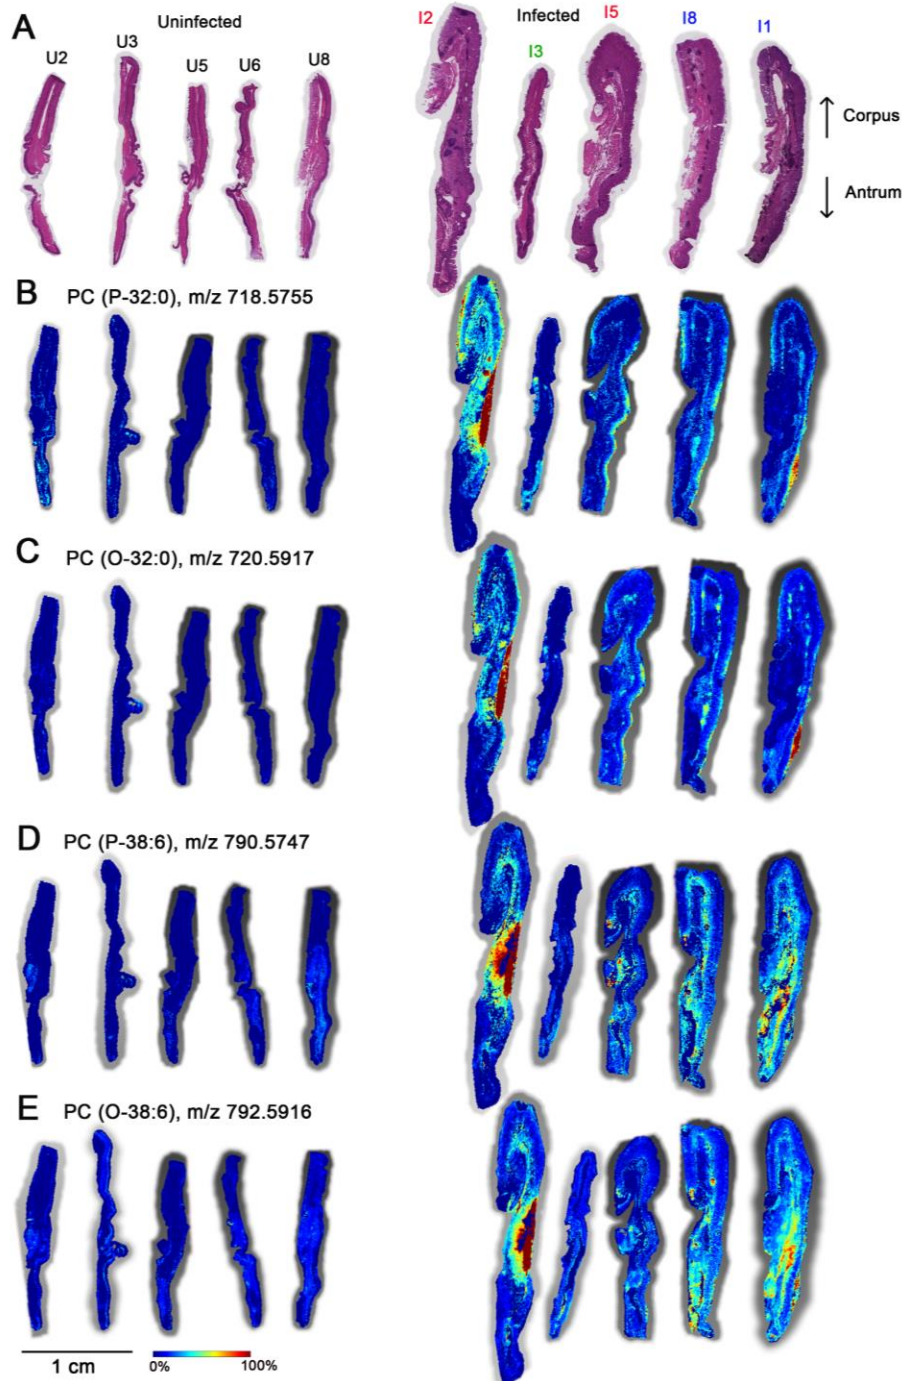 A
Uninfected
Infected
U2
U3
U5
U6
U8
I2
I3
I5
I8
I1
Corpus
Antrum
B
PC (P-32:0), m/z 718.5755
C
PC (O-32:0), m/z 720.5917
D
PC (P-38:6), m/z 790.5747
E
PC (O-38:6), m/z 792.5916
1 cm
0%
100%